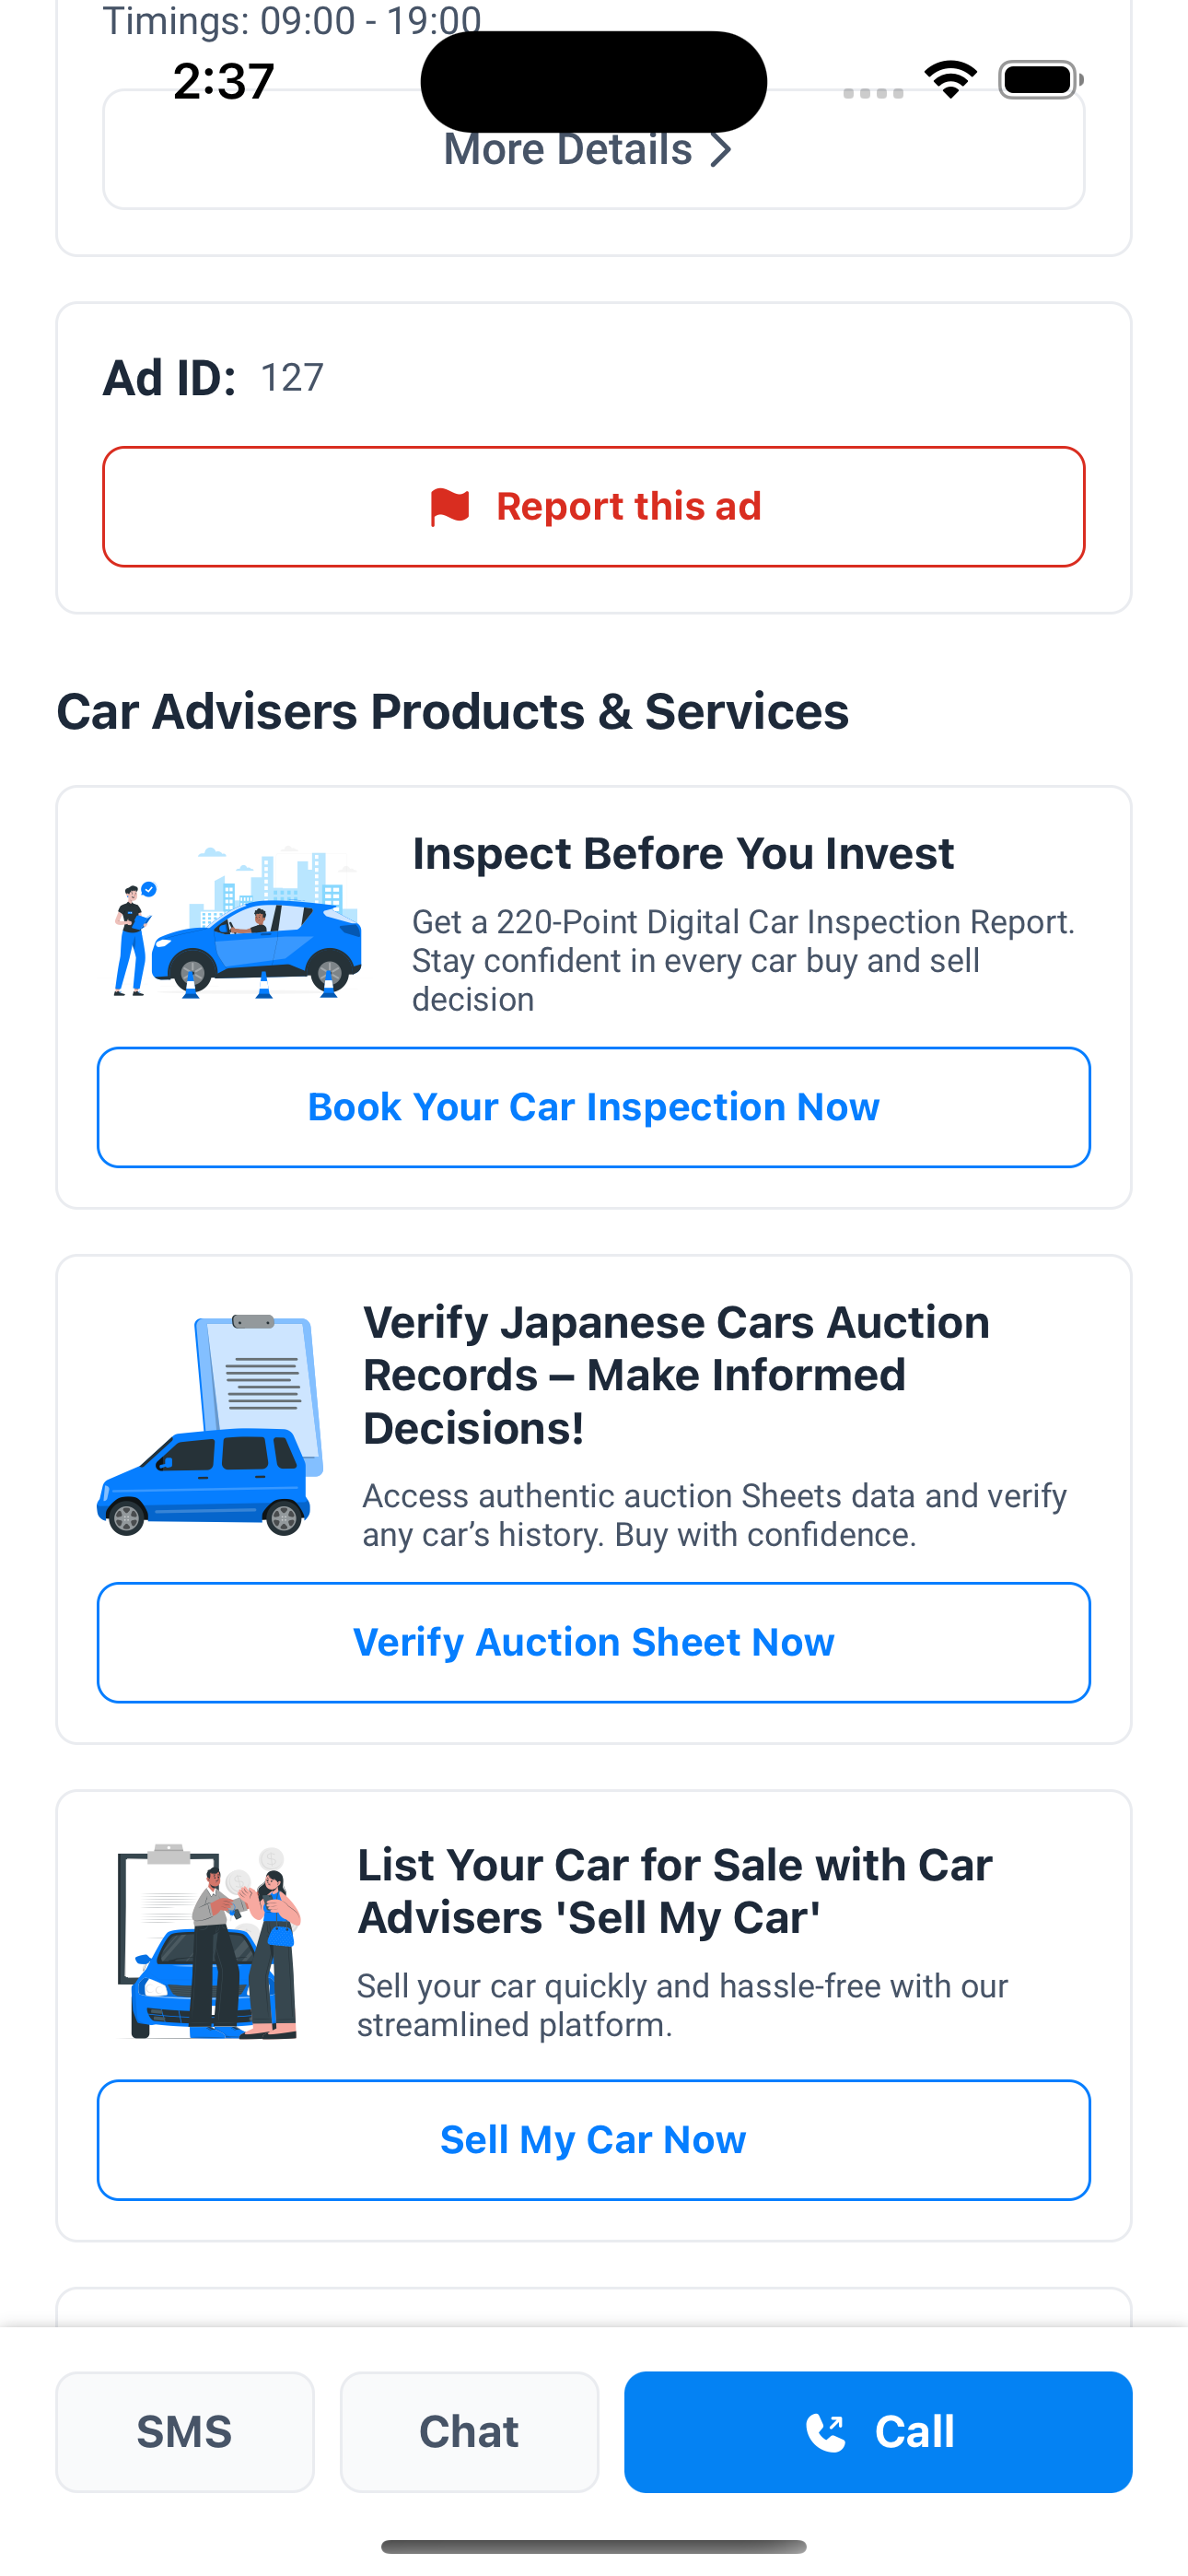 Timings: 09:00 - 19:00
2:37
More Details
Ad ID: 127
Report this ad
Car Advisers Products & Services
Inspect Before You Invest
Get a 220-Point Digital Car Inspection Report.
Stay confident in every car buy and sell
decision
Book Your Car Inspection Now
Verify Japanese Cars Auction
Records – Make Informed
Decisions!
Access authentic auction Sheets data and verify
any car’s history. Buy with confidence.
Verify Auction Sheet Now
List Your Car for Sale with Car
Advisers 'Sell My Car'
Sell your car quickly and hassle-free with our
streamlined platform.
Sell My Car Now
SMS
Chat
Call